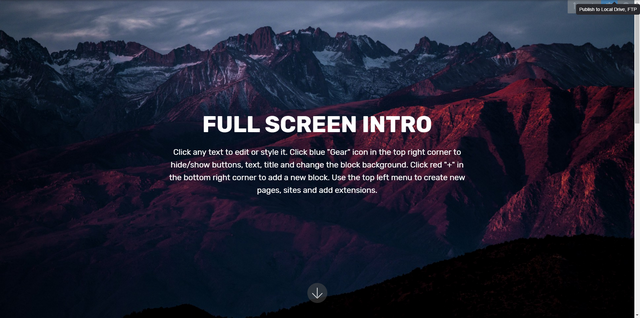 Publish to Local Drive, FTP
FULL SCREEN INTRO
Click any text to edit or style it. Click blue "Gear" icon in the top right corner to
hide/show buttons, text, title and change the block background. Click red "+" in
the bottom right corner to add a new block. Use the top left menu to create new
pages, sites and add extensions.